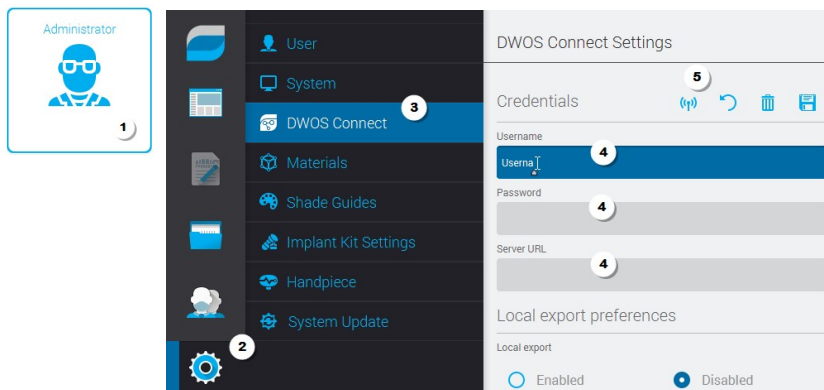 Administrator
1
User
System
DWOS Connect
3
Materials
Shade Guides
Implant Kit Settings
Handpiece
System Update
2
DWOS Connect Settings
5
Credentials
Username
Userna
4
Password
4
Server URL
4
Local export preferences
Local export
Enabled
Disabled